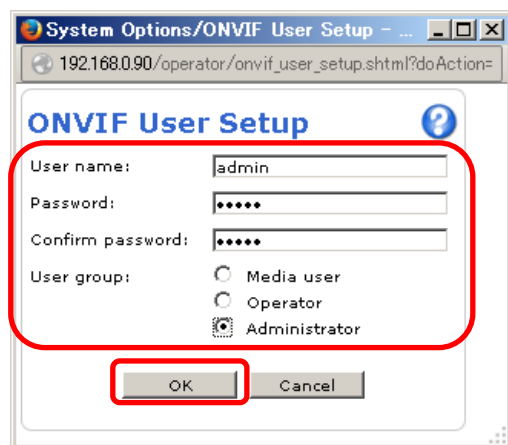 System Options/ONVIF User Setup - ...
192.168.0.90/operator/onvif_user_setup.shtml?doAction=
ONVIF User Setup
User name: admin
Password: •••••
Confirm password: •••••
User group: Media user
Operator
Administrator
OK Cancel